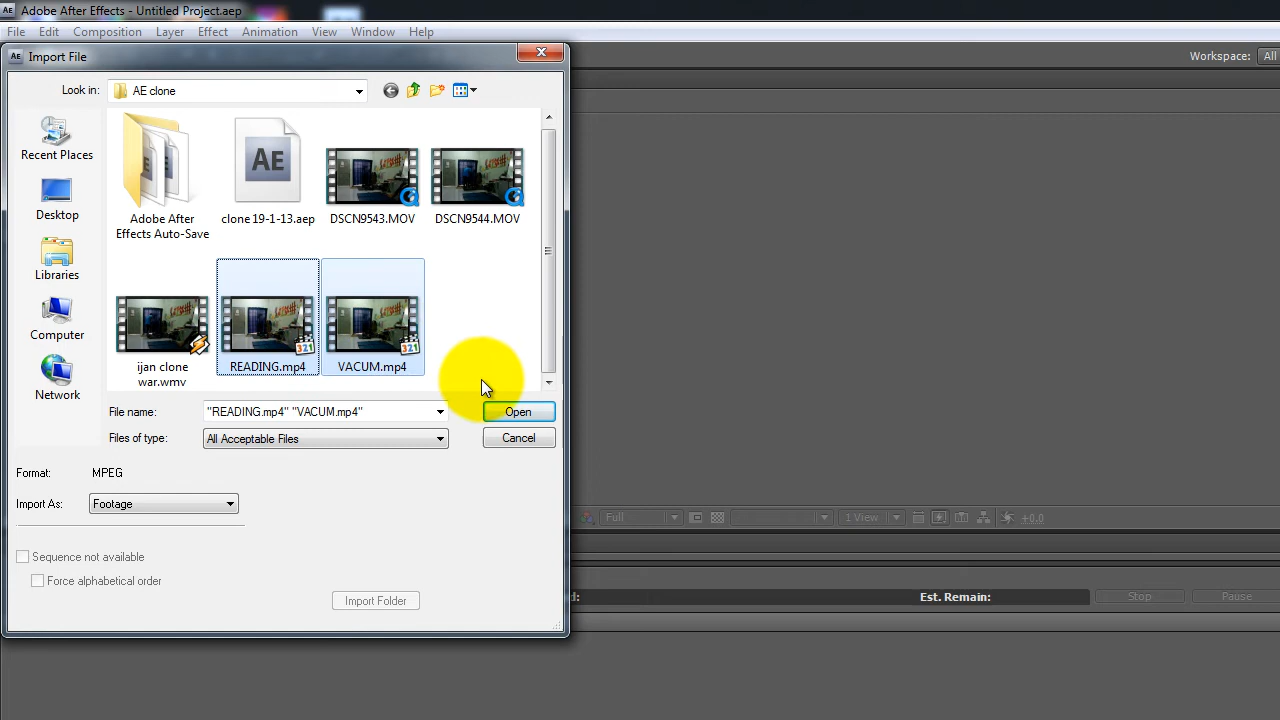 Adobe After Effects - Untitled Project.aep
File Edit Composition Layer Effect Animation View Window Help
Import File
Workspace: All
Look in: AE clone
Recent Places
Desktop
Libraries
Computer
Network
AE
Adobe After
Effects Auto-Save
clone 19-1-13.aep
DSCN9543.MOV
DSCN9544.MOV
ijan clone
war.wmv
READING.mp4
VACUM.mp4
File name: "READING.mp4" "VACUM.mp4" Open
Files of type: All Acceptable Files Cancel
Format: MPEG
Import As: Footage
Full 1 View +0.0
Sequence not available
Force alphabetical order
Import Folder
d: Est. Remain: Stop Pause